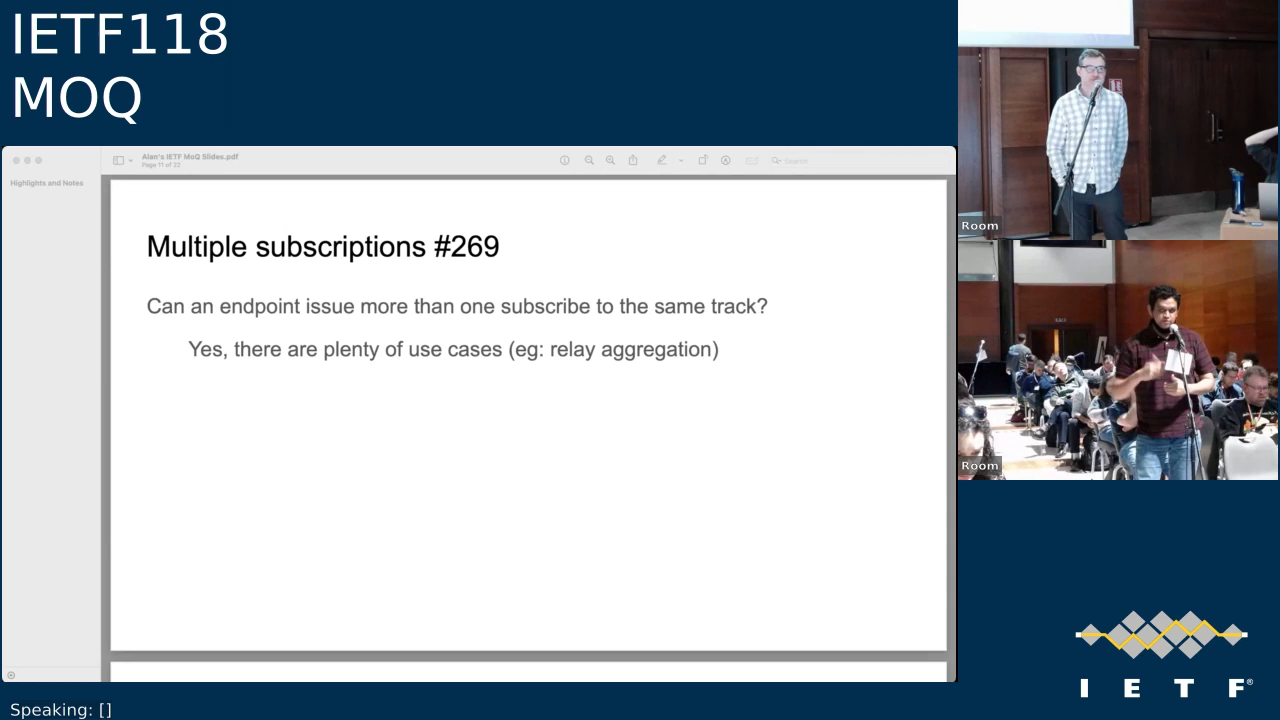 IETF118
MOQ
Alan's IETF MoQ Slides.pdf
Page 11 of 22
Search
Highlights and Notes
Multiple subscriptions #269
Can an endpoint issue more than one subscribe to the same track?
Yes, there are plenty of use cases (eg: relay aggregation)
Room
Room
I E T F®
Speaking: []